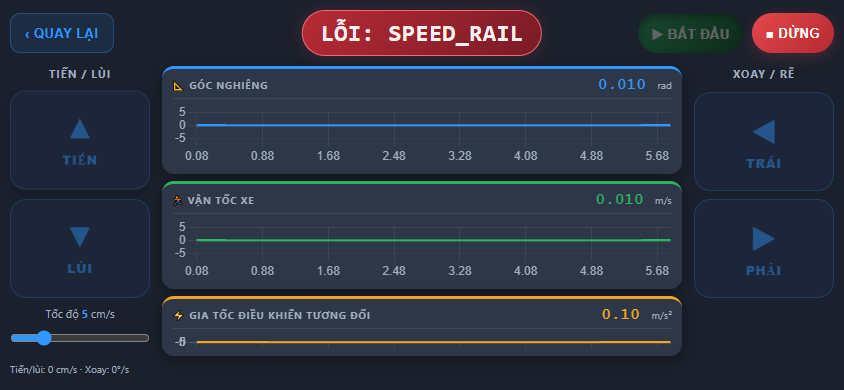 ‹ QUAY LẠI
LỖI: SPEED_RAIL
▶ BẮT ĐẦU
■ DỪNG
TIẾN / LÙI
▲
TIẾN
▼
LÙI
Tốc độ 5 cm/s
Tiến/lùi: 0 cm/s · Xoay: 0°/s
📐 GÓC NGHIÊNG 0.010 rad
5
0
-5
0.08 0.88 1.68 2.48 3.28 4.08 4.88 5.68
VẬN TỐC XE 0.010 m/s
5
0
-5
0.08 0.88 1.68 2.48 3.28 4.08 4.88 5.68
⚡ GIA TỐC ĐIỀU KHIỂN TƯƠNG ĐỐI 0.10 m/s²
XOAY / RẼ
◀
TRÁI
▶
PHẢI